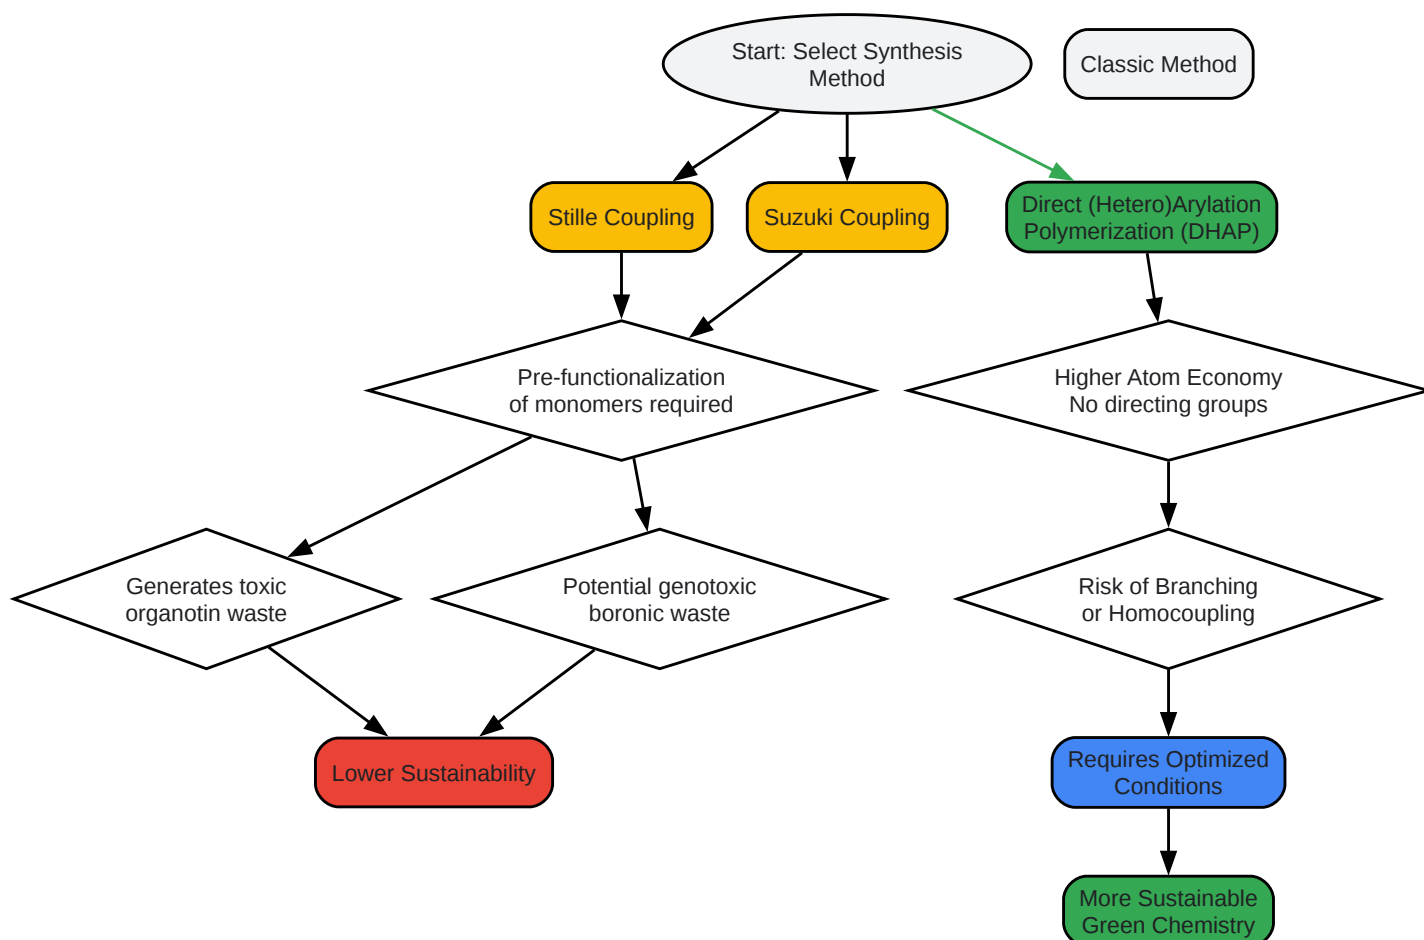 Start: Select Synthesis
Method
Classic Method
Stille Coupling
Suzuki Coupling
Direct (Hetero)Arylation
Polymerization (DHAP)
Pre-functionalization
of monomers required
Higher Atom Economy
No directing groups
Generates toxic
organotin waste
Potential genotoxic
boronic waste
Risk of Branching
or Homocoupling
Lower Sustainability
Requires Optimized
Conditions
More Sustainable
Green Chemistry